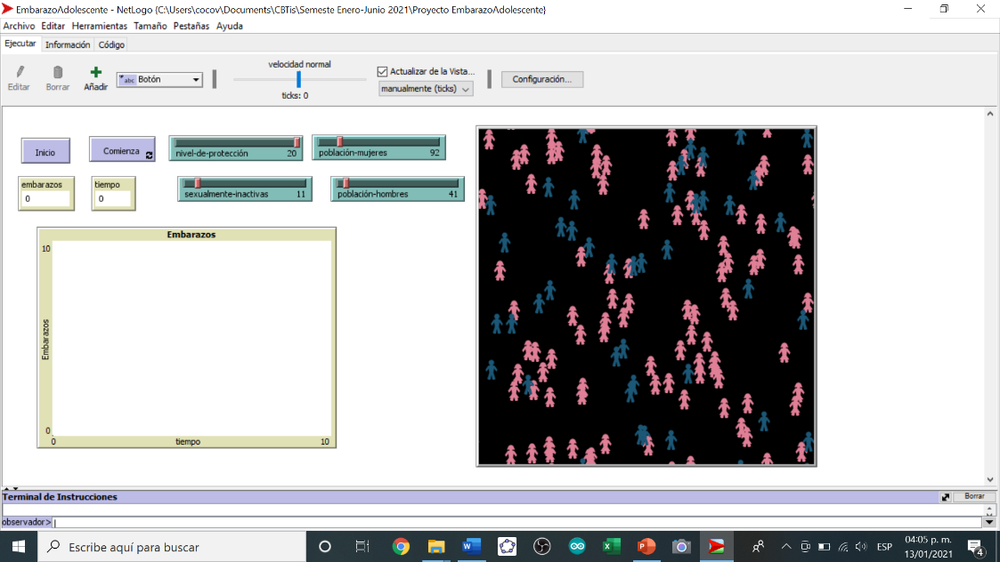 EmbarazoAdolescente - NetLogo {C:\Users\cocov\Documents\CBTis\Semeste Enero-Junio 2021\Proyecto EmbarazoAdolescente}
Archivo Editar Herramientas Tamaño Pestañas Ayuda
Ejecutar Información Código
velocidad normal
Editar Borrar Añadir abc Botón
ticks: 0
Actualizar de la Vista...
manualmente (ticks)
Configuración...
Inicio
Comienza
nivel-de-protección 20
población-mujeres 92
embarazos
0
tiempo
0
sexualmente-inactivas 11
población-hombres 41
Embarazos
10
Embarazos
0
0 tiempo 10
Terminal de Instrucciones
Borrar
observador>
Escribe aquí para buscar
ESP
04:05 p. m.
13/01/2021
4